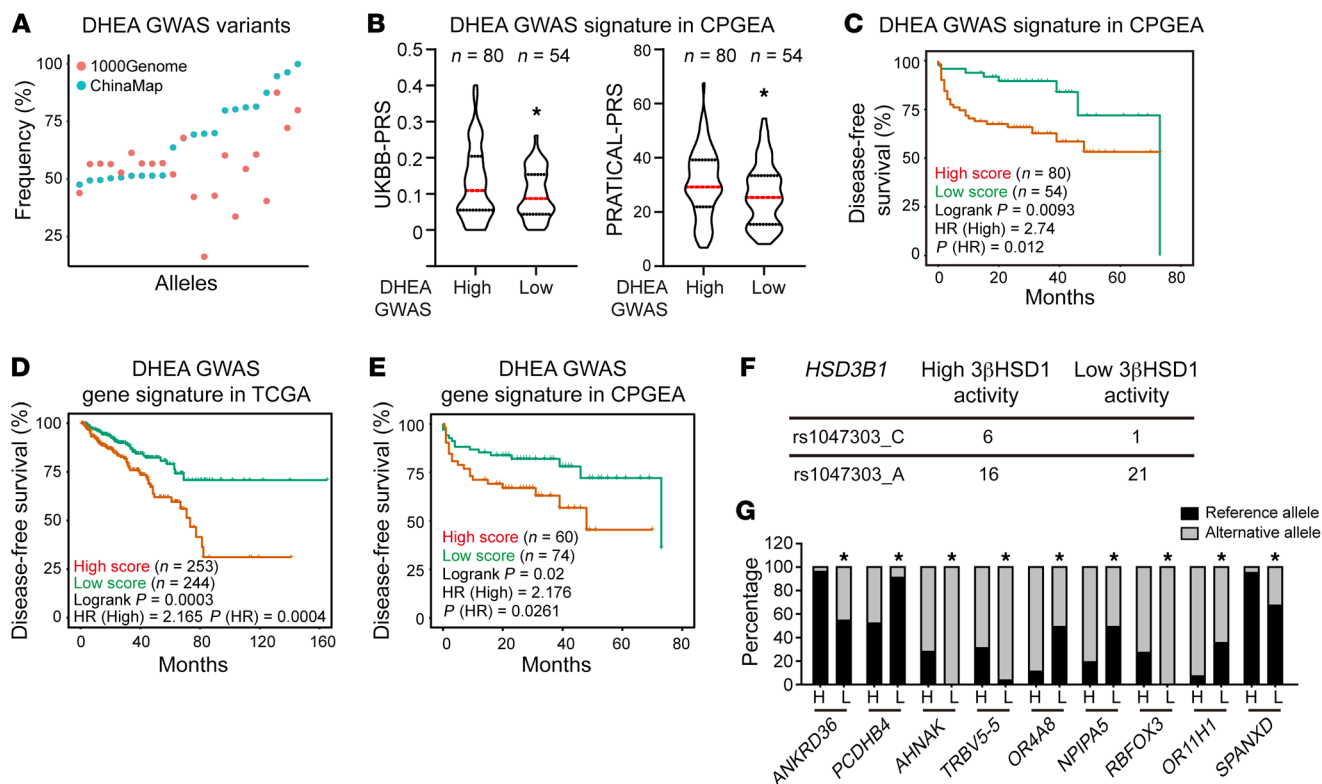 A
DHEA GWAS variants
1000Genome
ChinaMap
Frequency (%)
100
75
50
25
Alleles
B
DHEA GWAS signature in CPGEA
UKBB-PRS
0.5
0.4
0.3
0.2
0.1
0
n = 80
n = 54
*
DHEA
GWAS
High
Low
PRATICAL-PRS
80
60
40
20
0
n = 80
n = 54
*
DHEA
GWAS
High
Low
C
DHEA GWAS signature in CPGEA
Disease-free
survival (%)
100
75
50
25
0
High score (n = 80)
Low score (n = 54)
Logrank P = 0.0093
HR (High) = 2.74
P (HR) = 0.012
0 20 40 60 80
Months
D
DHEA GWAS
gene signature in TCGA
Disease-free survival (%)
100
75
50
25
0
High score (n = 253)
Low score (n = 244)
Logrank P = 0.0003
HR (High) = 2.165 P (HR) = 0.0004
0 40 80 120 160
Months
E
DHEA GWAS
gene signature in CPGEA
Disease-free survival (%)
100
75
50
25
0
High score (n = 60)
Low score (n = 74)
Logrank P = 0.02
HR (High) = 2.176
P (HR) = 0.0261
0 20 40 60 80
Months
F
HSD3B1 High 3βHSD1 Low 3βHSD1
activity activity
rs1047303_C 6 1
rs1047303_A 16 21
G
Reference allele
Alternative allele
Percentage
120
100
80
60
40
20
0
* * * * * * * * *
H L H L H L H L H L H L H L H L H L
ANKRD36
PCDHB4
AHNAK
TRBV5-5
OR4A8
NPIPA5
RBFOX3
OR11H1
SPANXD